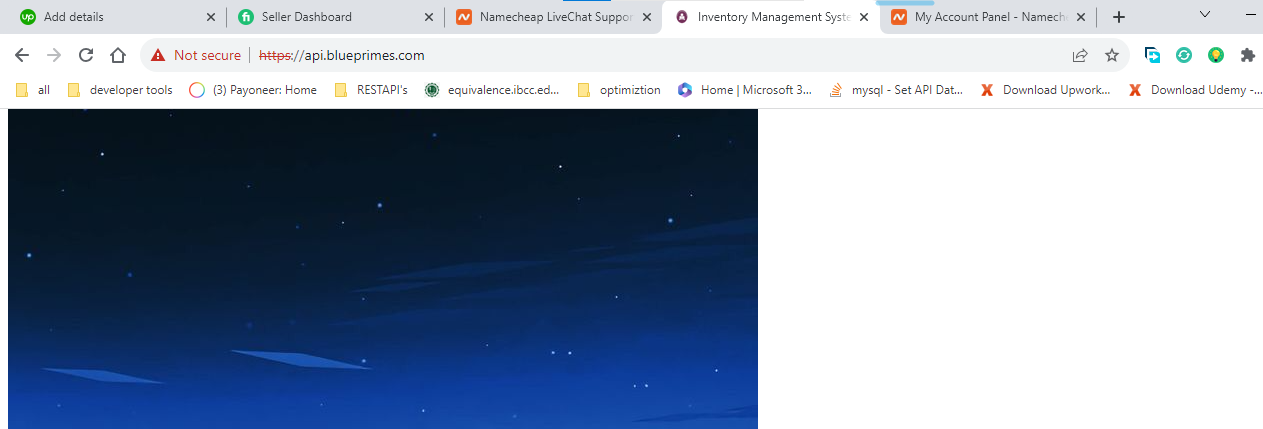 up Add details fi Seller Dashboard Namecheap LiveChat Suppor A Inventory Management Syste My Account Panel - Namech
Not secure https://api.blueprimes.com
all developer tools (3) Payoneer: Home RESTAPI's equivalence.ibcc.ed... optimiztion Home | Microsoft 3... mysql - Set API Dat... Download Upwork... Download Udemy -...